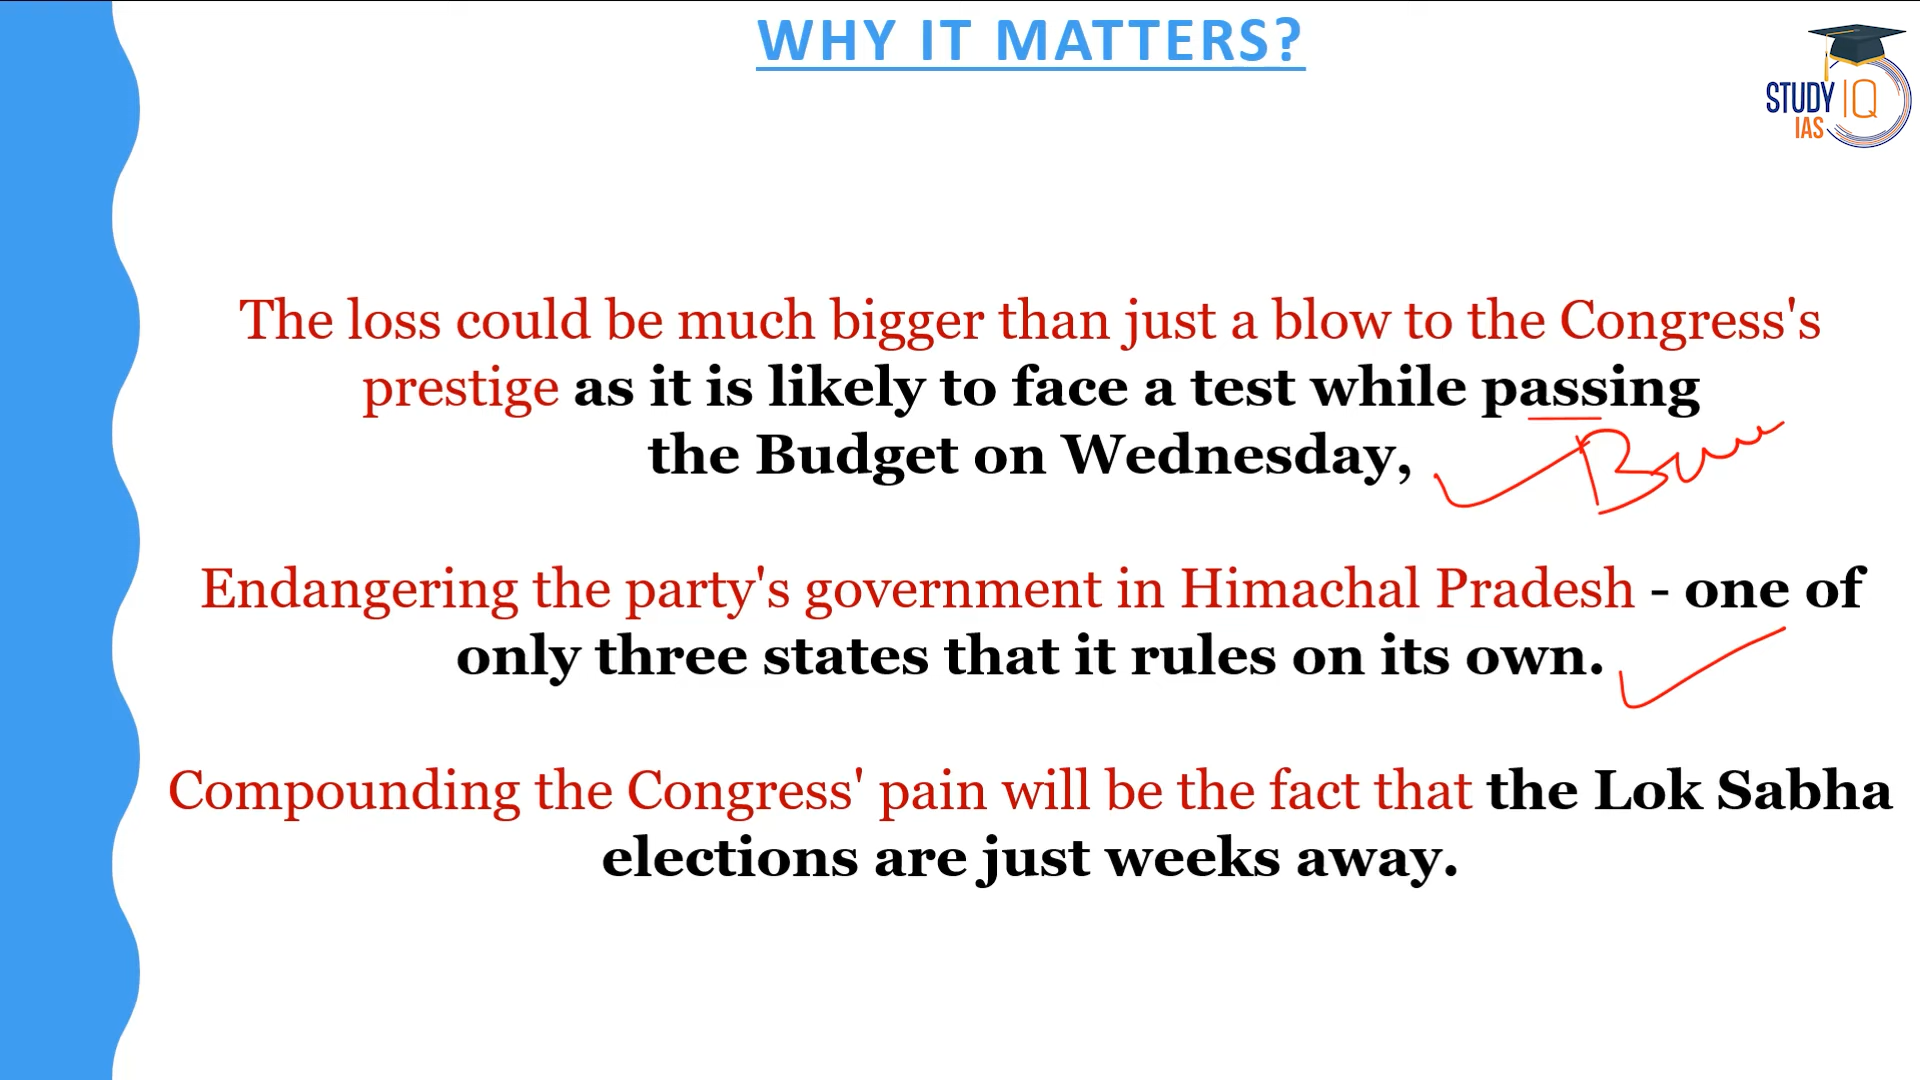 WHY IT MATTERS?
STUDY IQ
IAS
The loss could be much bigger than just a blow to the Congress's
prestige as it is likely to face a test while passing
the Budget on Wednesday,
Endangering the party's government in Himachal Pradesh - one of
only three states that it rules on its own.
Compounding the Congress' pain will be the fact that the Lok Sabha
elections are just weeks away.